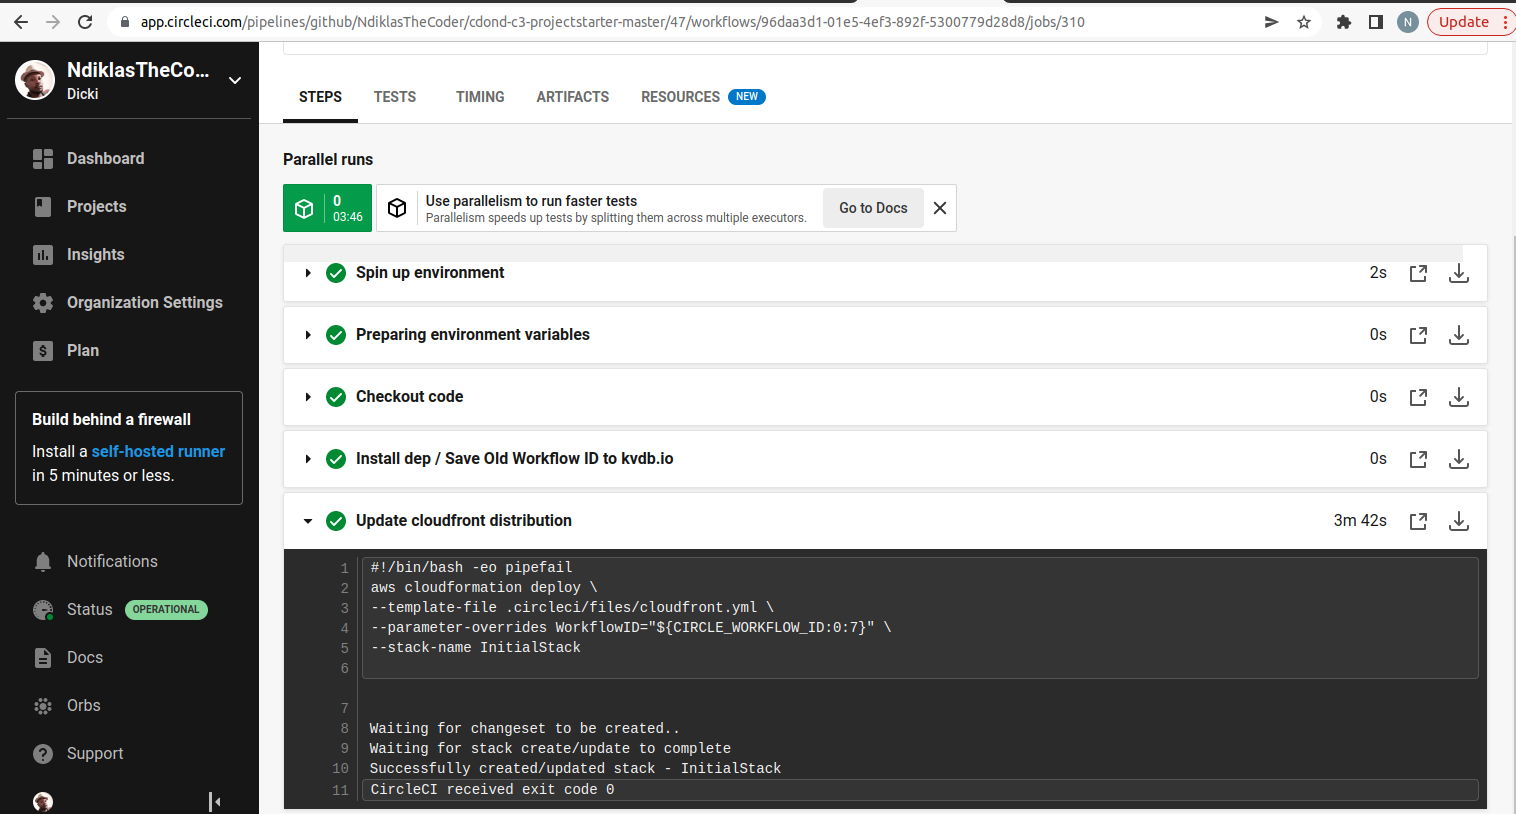 app.circleci.com/pipelines/github/NdiklasTheCoder/cdond-c3-projectstarter-master/47/workflows/96daa3d1-01e5-4ef3-892f-5300779d28d8/jobs/310
N
Update
NdiklasTheCo...
Dicki
Dashboard
Projects
Insights
Organization Settings
Plan
Build behind a firewall
Install a self-hosted runner
in 5 minutes or less.
Notifications
Status OPERATIONAL
Docs
Orbs
Support
STEPS TESTS TIMING ARTIFACTS RESOURCES NEW
Parallel runs
0
03:46
Use parallelism to run faster tests
Parallelism speeds up tests by splitting them across multiple executors.
Go to Docs
Spin up environment 2s
Preparing environment variables 0s
Checkout code 0s
Install dep / Save Old Workflow ID to kvdb.io 0s
Update cloudfront distribution 3m 42s
1 #!/bin/bash -eo pipefail
2 aws cloudformation deploy \
3 --template-file .circleci/files/cloudfront.yml \
4 --parameter-overrides WorkflowID="${CIRCLE_WORKFLOW_ID:0:7}" \
5 --stack-name InitialStack
6
7
8 Waiting for changeset to be created..
9 Waiting for stack create/update to complete
10 Successfully created/updated stack - InitialStack
11 CircleCI received exit code 0